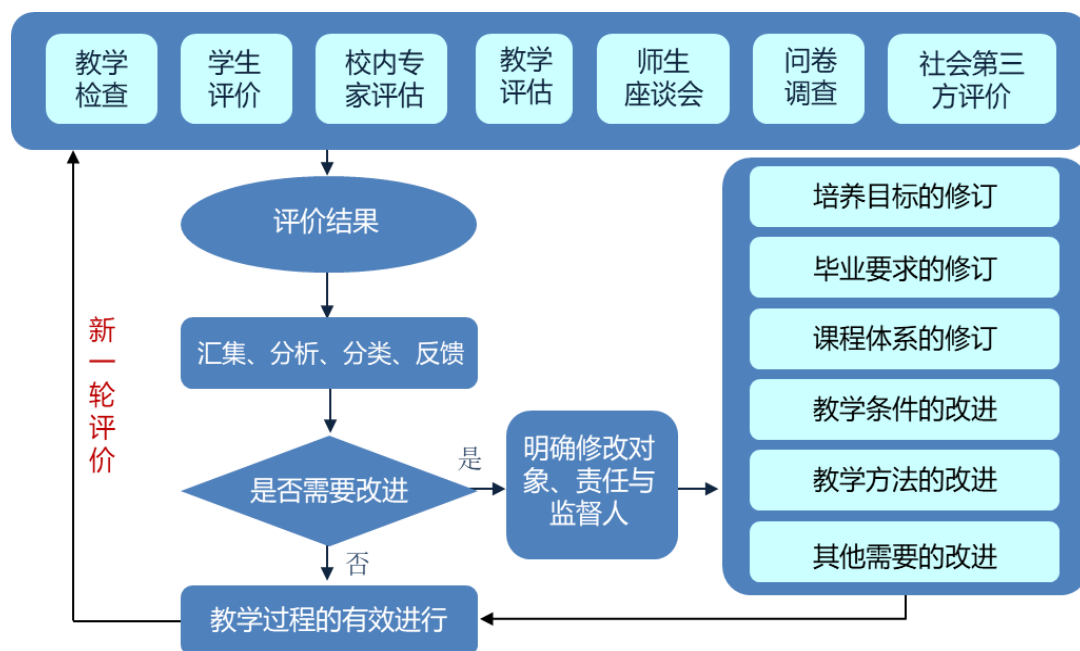 教学
检查
学生
评价
校内专
家评估
教学
评估
师生
座谈会
问卷
调查
社会第三
方评价
评价结果
汇集、分析、分类、反馈
是否需要改进
是
否
明确修改对
象、责任与
监督人
培养目标的修订
毕业要求的修订
课程体系的修订
教学条件的改进
教学方法的改进
其他需要的改进
教学过程的有效进行
新
一
轮
评
价